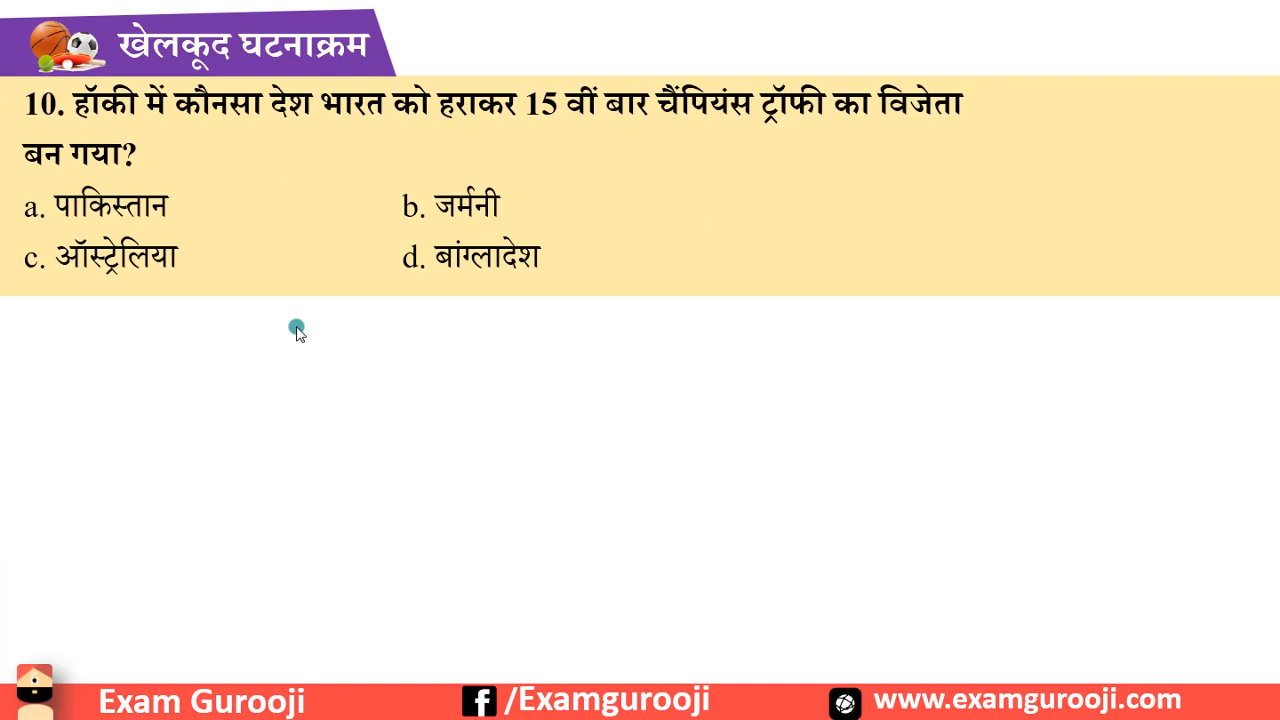 खेलकूद घटनाक्रम
10. हॉकी में कौनसा देश भारत को हराकर 15 वीं बार चैंपियंस ट्रॉफी का विजेता
बन गया?
a. पाकिस्तान b. जर्मनी
c. ऑस्ट्रेलिया d. बांग्लादेश
Exam Gurooji /Examgurooji www.examgurooji.com